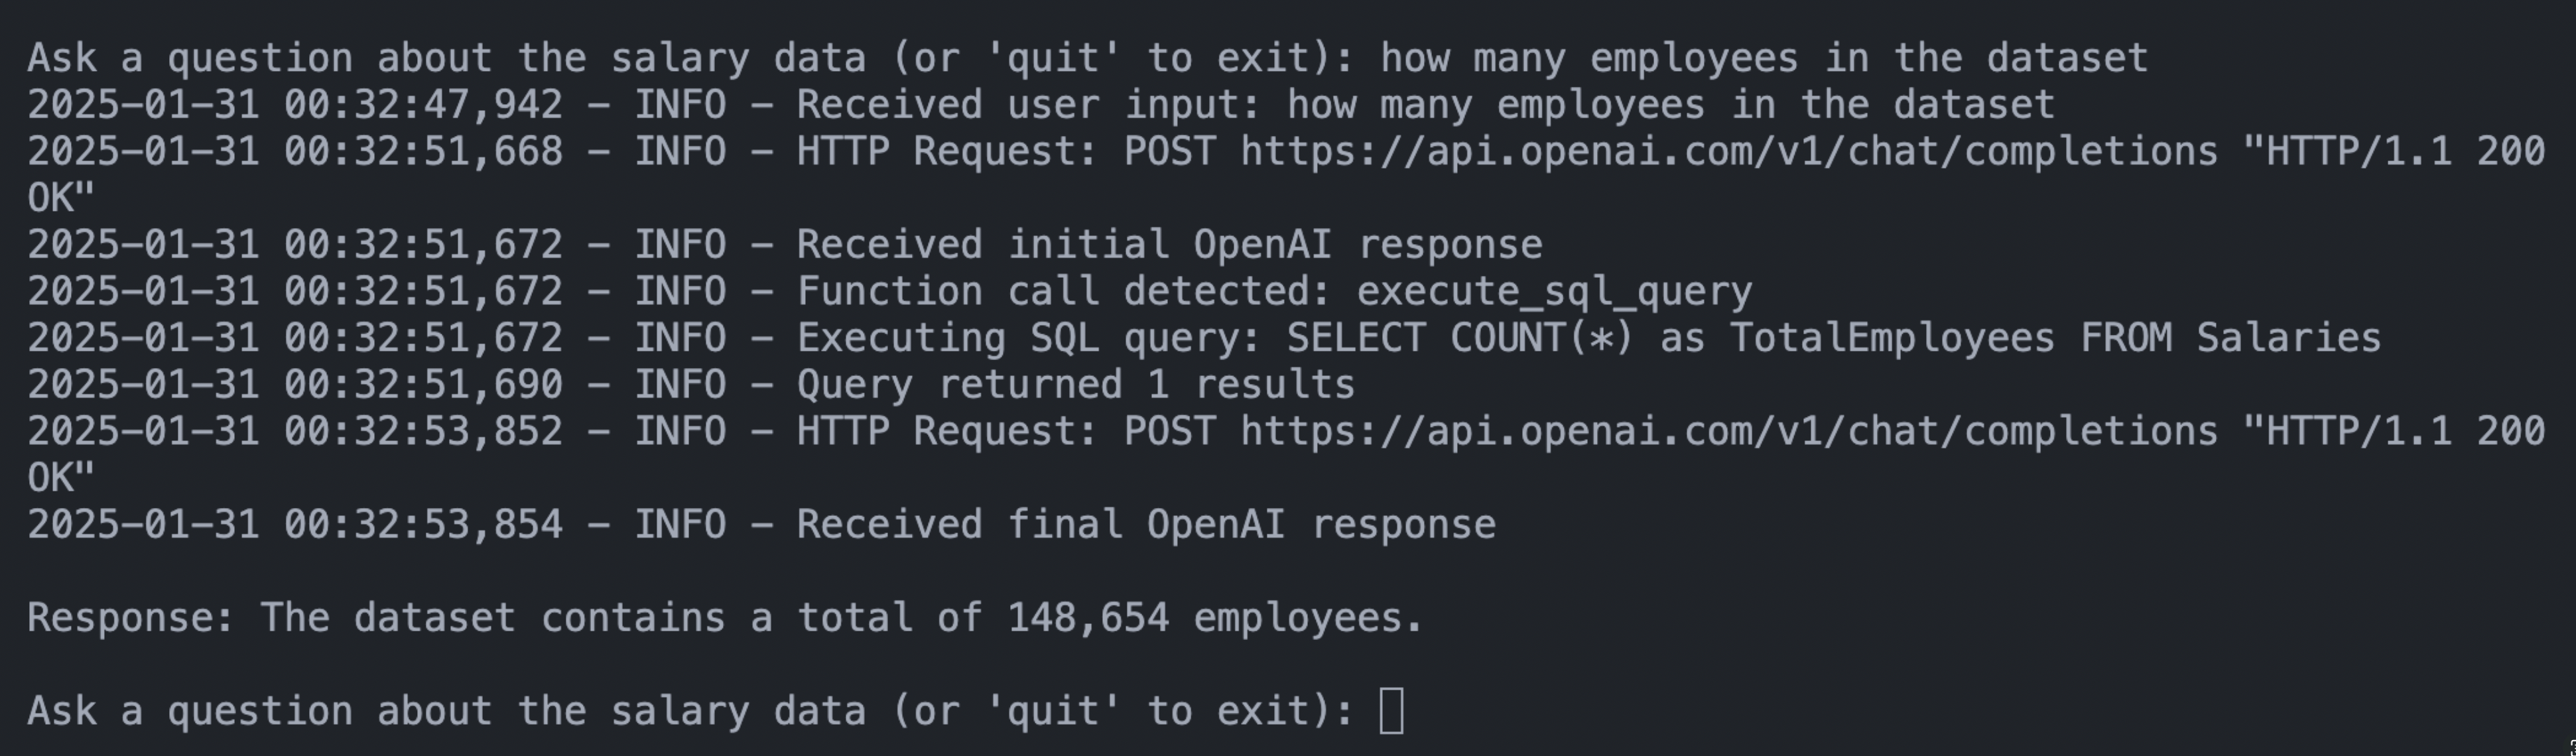 Ask a question about the salary data (or 'quit' to exit): how many employees in the dataset
2025-01-31 00:32:47,942 - INFO - Received user input: how many employees in the dataset
2025-01-31 00:32:51,668 - INFO - HTTP Request: POST https://api.openai.com/v1/chat/completions "HTTP/1.1 200
OK"
2025-01-31 00:32:51,672 - INFO - Received initial OpenAI response
2025-01-31 00:32:51,672 - INFO - Function call detected: execute_sql_query
2025-01-31 00:32:51,672 - INFO - Executing SQL query: SELECT COUNT(*) as TotalEmployees FROM Salaries
2025-01-31 00:32:51,690 - INFO - Query returned 1 results
2025-01-31 00:32:53,852 - INFO - HTTP Request: POST https://api.openai.com/v1/chat/completions "HTTP/1.1 200
OK"
2025-01-31 00:32:53,854 - INFO - Received final OpenAI response
Response: The dataset contains a total of 148,654 employees.
Ask a question about the salary data (or 'quit' to exit):